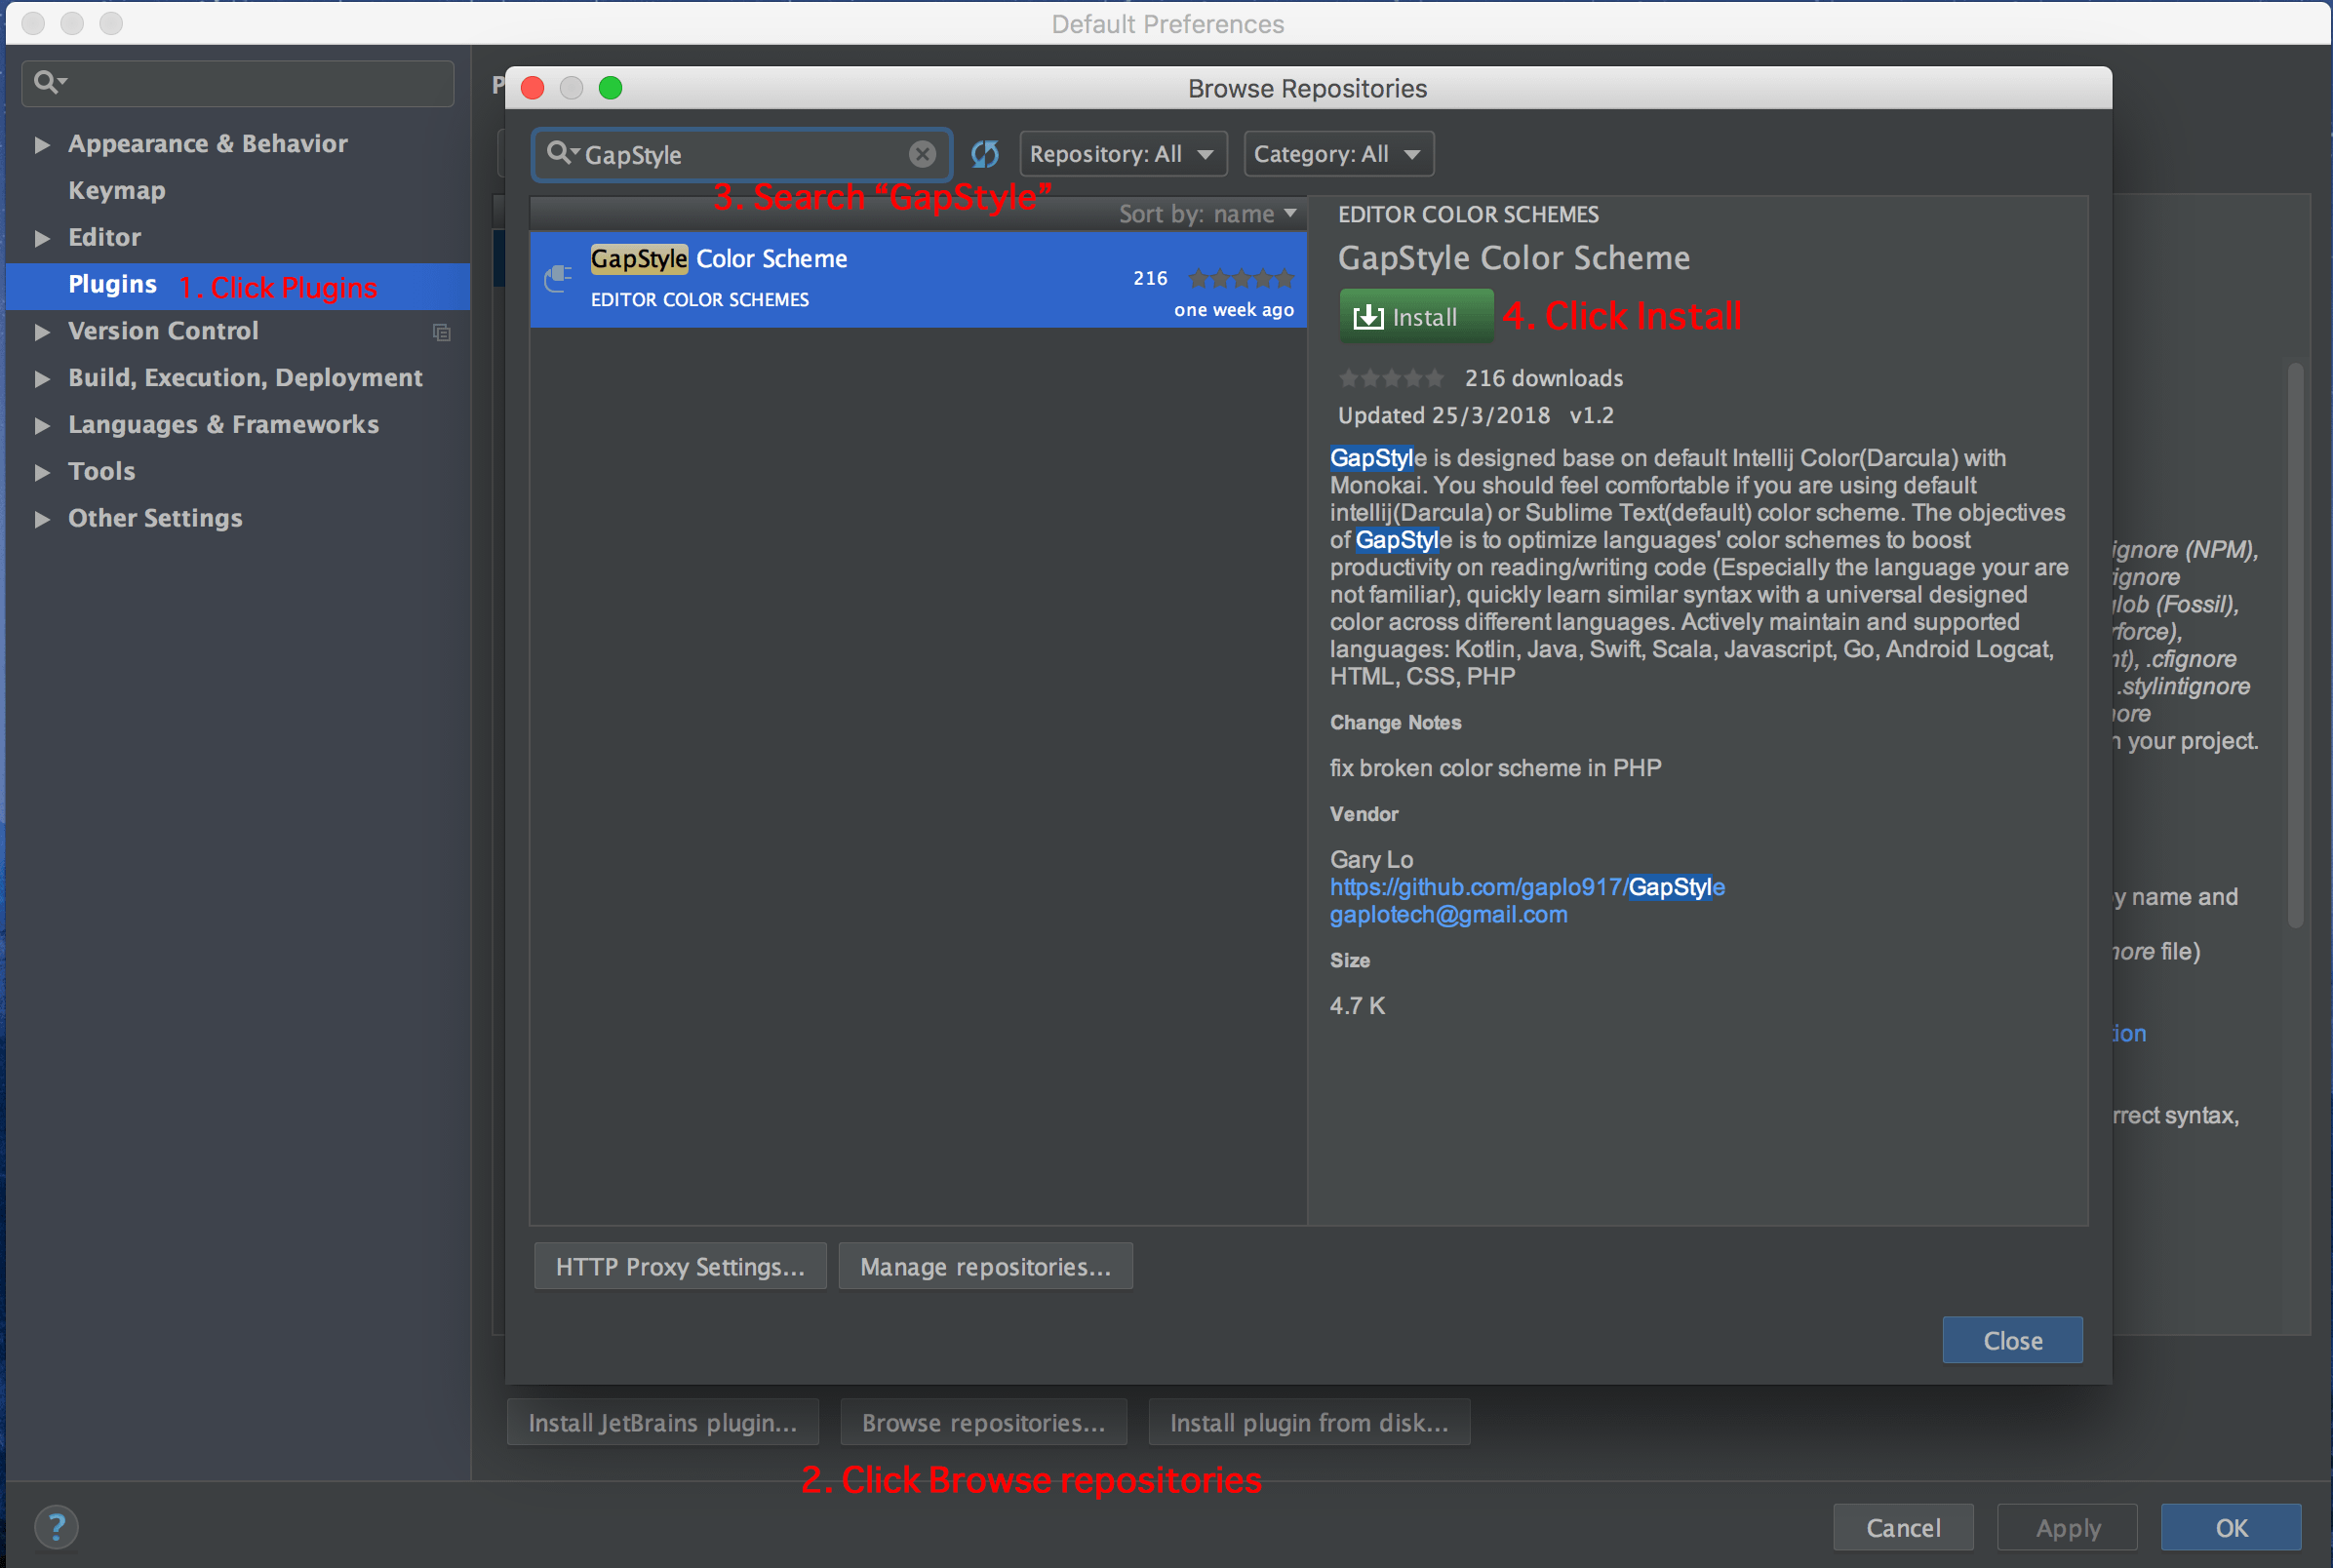 Default Preferences
Browse Repositories
Appearance & Behavior
Keymap
Editor
Plugins 1. Click Plugins
Version Control
Build, Execution, Deployment
Languages & Frameworks
Tools
Other Settings
GapStyle
Repository: All
Category: All
3. Search “GapStyle”
Sort by: name
GapStyle Color Scheme
216
EDITOR COLOR SCHEMES
one week ago
EDITOR COLOR SCHEMES
GapStyle Color Scheme
Install 4. Click Install
216 downloads
Updated 25/3/2018 v1.2
GapStyle is designed base on default Intellij Color(Darcula) with
Monokai. You should feel comfortable if you are using default
intellij(Darcula) or Sublime Text(default) color scheme. The objectives
of GapStyle is to optimize languages' color schemes to boost
productivity on reading/writing code (Especially the language your are
not familiar), quickly learn similar syntax with a universal designed
color across different languages. Actively maintain and supported
languages: Kotlin, Java, Swift, Scala, Javascript, Go, Android Logcat,
HTML, CSS, PHP
Change Notes
fix broken color scheme in PHP
Vendor
Gary Lo
https://github.com/gaplo917/GapStyle
gaplotech@gmail.com
Size
4.7 K
ignore (NPM),
ignore
glob (Fossil),
), .cfignore
.stylintignore
your project.
name and
file)
syntax,
HTTP Proxy Settings...
Manage repositories...
Close
Install JetBrains plugin...
Browse repositories...
Install plugin from disk...
2. Click Browse repositories
?
Cancel
Apply
OK